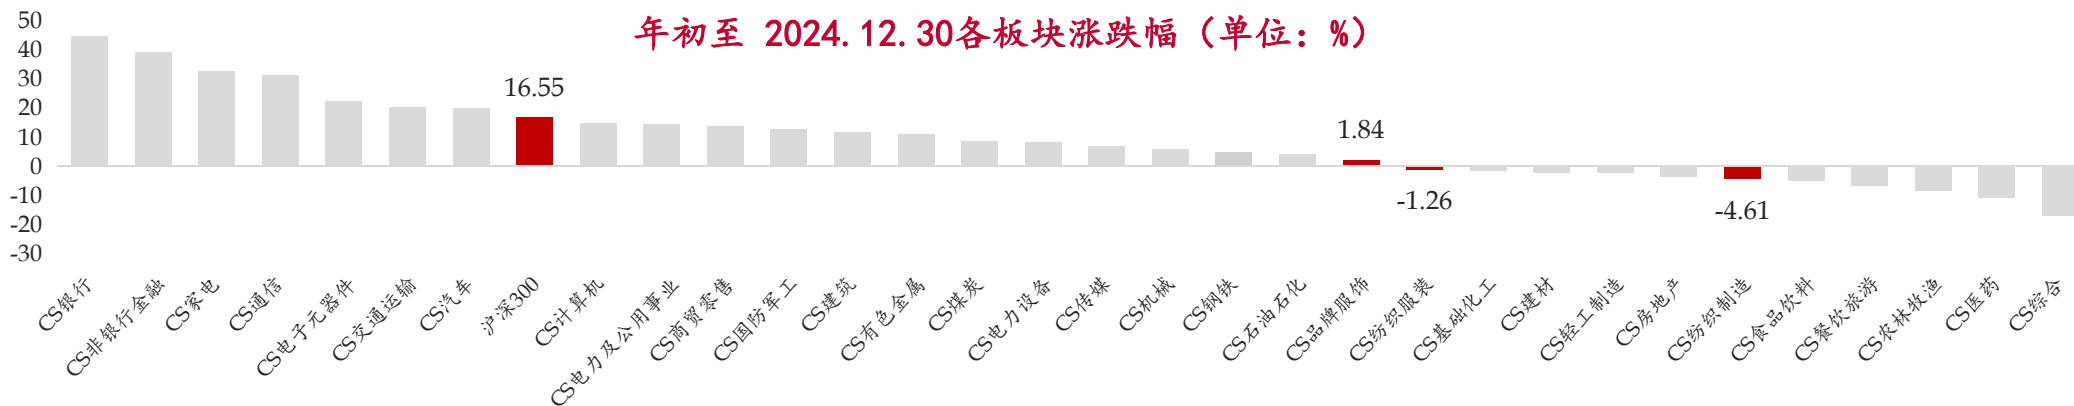 年初至 2024.12.30各板块涨跌幅（单位：%）
50
40
30
20
10
0
-10
-20
-30
16.55
1.84
-1.26
-4.61
CS银行
CS非银行金融
CS家电
CS通信
CS电子元器件
CS交通运输
CS汽车
沪深300
CS计算机
CS电力及公用事业
CS商贸零售
CS国防军工
CS建筑
CS有色金属
CS煤炭
CS电力设备
CS传媒
CS机械
CS钢铁
CS石油石化
CS品牌服饰
CS纺织服装
CS基础化工
CS建材
CS轻工制造
CS房地产
CS纺织制造
CS食品饮料
CS餐饮旅游
CS农林牧渔
CS医药
CS综合